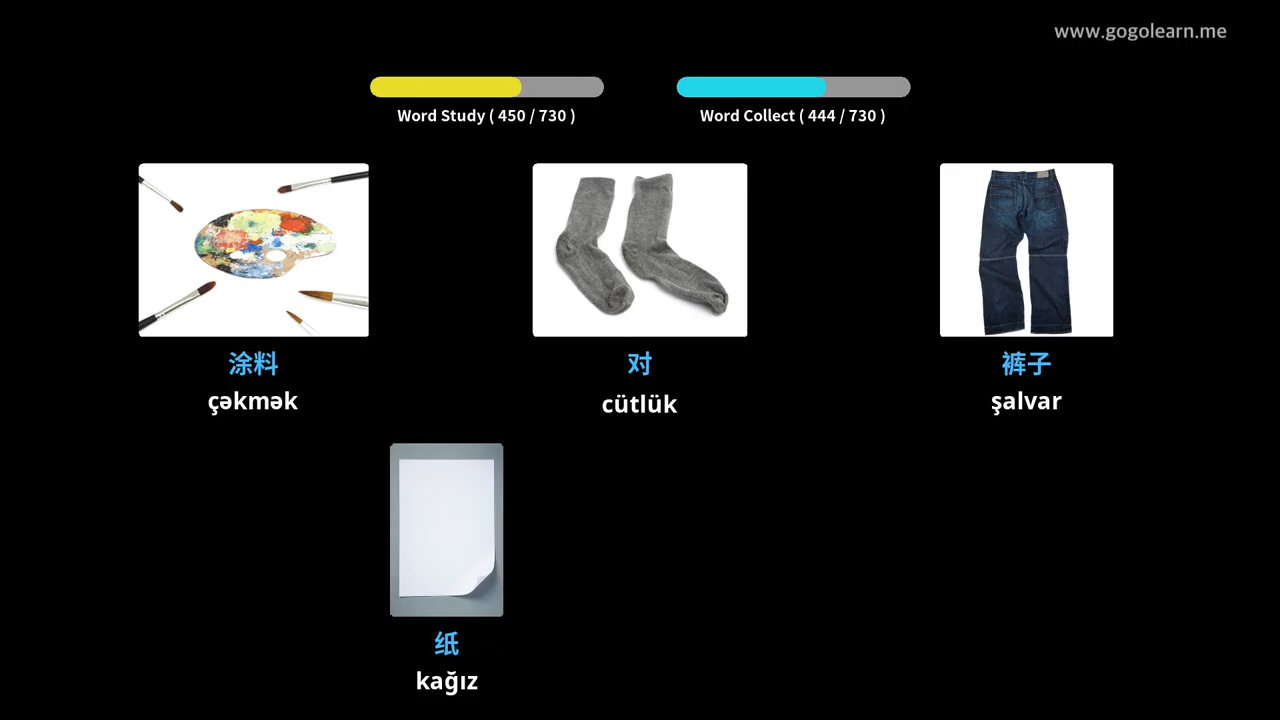 www.gogolearn.me
Word Study ( 450 / 730 )
Word Collect ( 444 / 730 )
涂料
çəkmək
对
cütlük
裤子
şalvar
纸
kağız